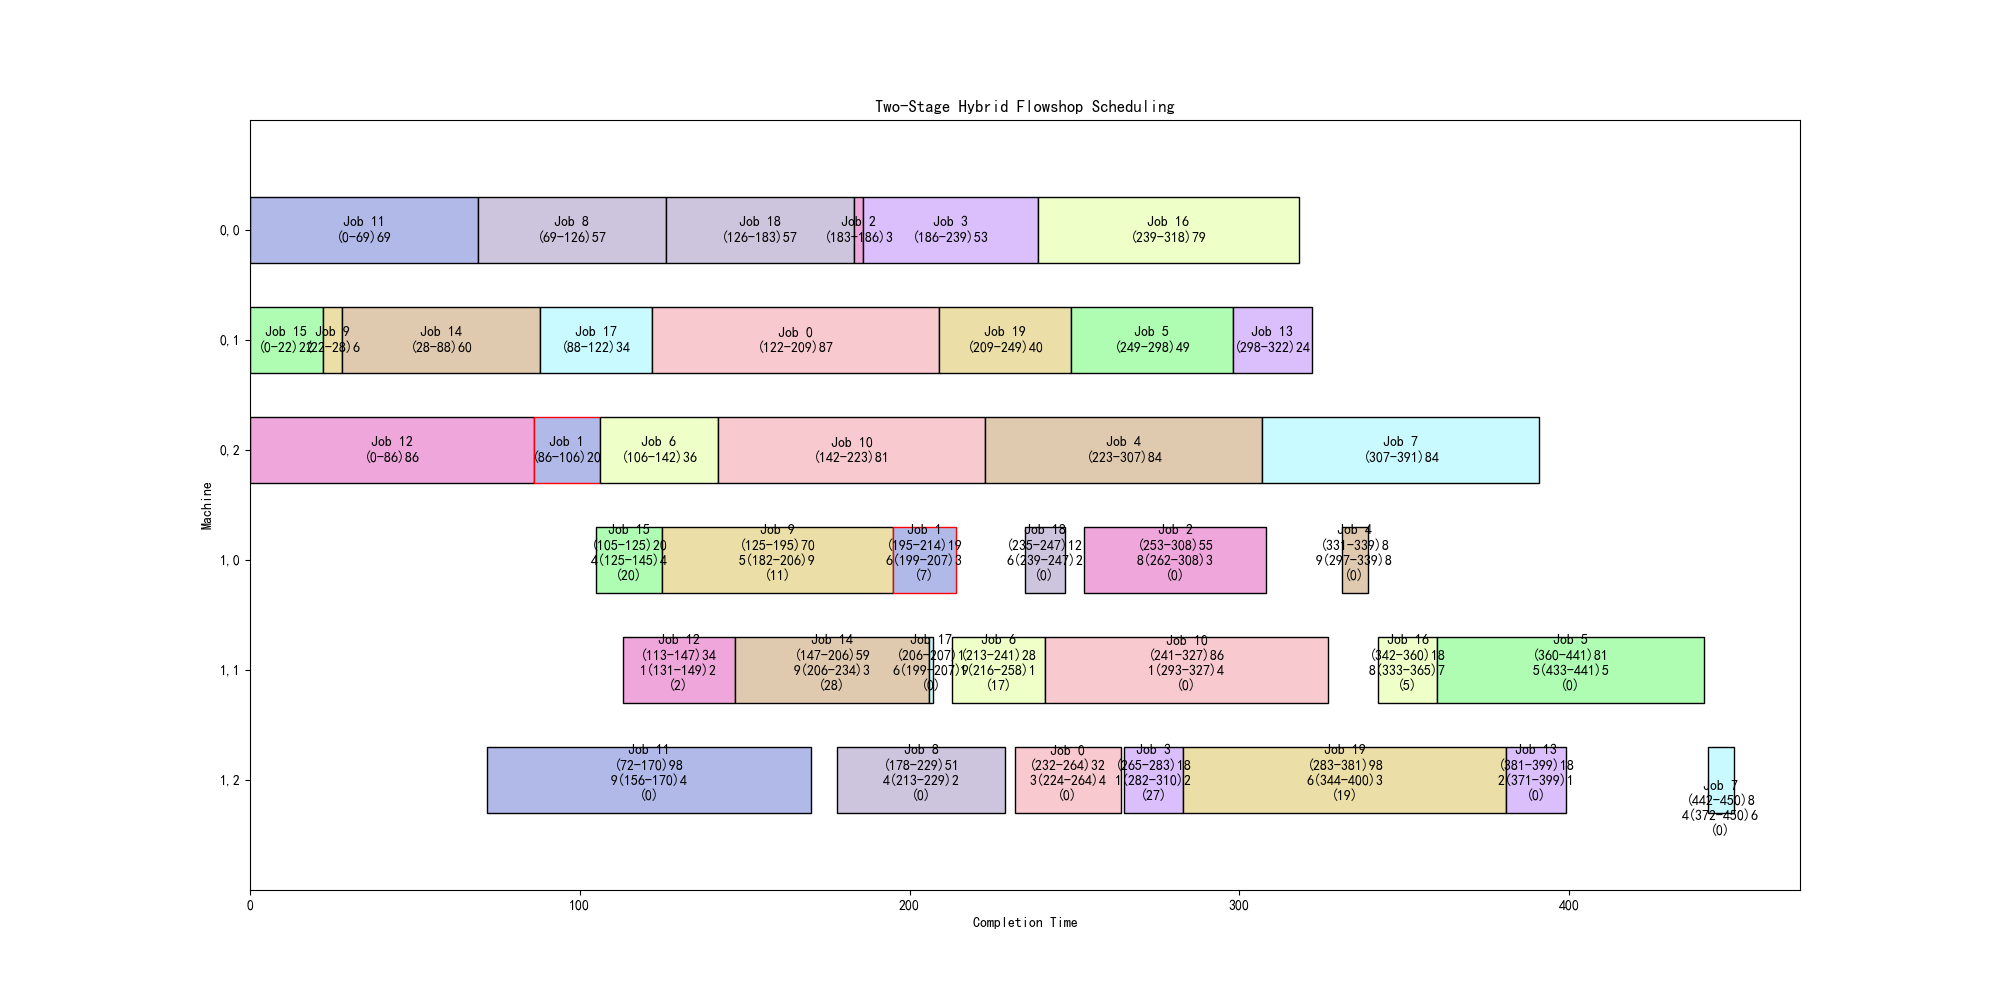 Two-Stage Hybrid Flowshop Scheduling
Machine
0,0
Job 11
(0-69)69
Job 8
(69-126)57
Job 18
(126-183)57
Job 2
(183-186)3
Job 3
(186-239)53
Job 16
(239-318)79
0,1
Job 15
(0-22)22
Job 9
(22-28)6
Job 14
(28-88)60
Job 17
(88-122)34
Job 0
(122-209)87
Job 19
(209-249)40
Job 5
(249-298)49
Job 13
(298-322)24
0,2
Job 12
(0-86)86
Job 1
(86-106)20
Job 6
(106-142)36
Job 10
(142-223)81
Job 4
(223-307)84
Job 7
(307-391)84
1,0
Job 15
(105-125)20
4(125-145)4
(20)
Job 9
(125-195)70
5(182-206)9
(11)
Job 1
(195-214)19
6(199-207)3
(7)
Job 18
(235-247)12
6(239-247)2
(0)
Job 2
(253-308)55
8(262-308)3
(0)
Job 4
(331-339)8
9(297-339)8
(0)
1,1
Job 12
(113-147)34
1(131-149)2
(2)
Job 14
(147-206)59
9(206-234)3
(28)
Job 17
(206-207)1
6(199-207)
(0)
Job 6
(213-241)28
(216-258)1
(17)
Job 10
(241-327)86
1(293-327)4
(0)
Job 16
(342-360)18
8(333-365)7
(5)
Job 5
(360-441)81
5(433-441)5
(0)
1,2
Job 11
(72-170)98
9(156-170)4
(0)
Job 8
(178-229)51
4(213-229)2
(0)
Job 0
(232-264)32
3(224-264)4
(0)
Job 3
(265-283)18
1(282-310)2
(27)
Job 19
(283-381)98
6(344-400)3
(19)
Job 13
(381-399)18
2(371-399)1
(0)
Job 7
(442-450)8
4(372-450)6
(0)
0
100
200
300
400
Completion Time